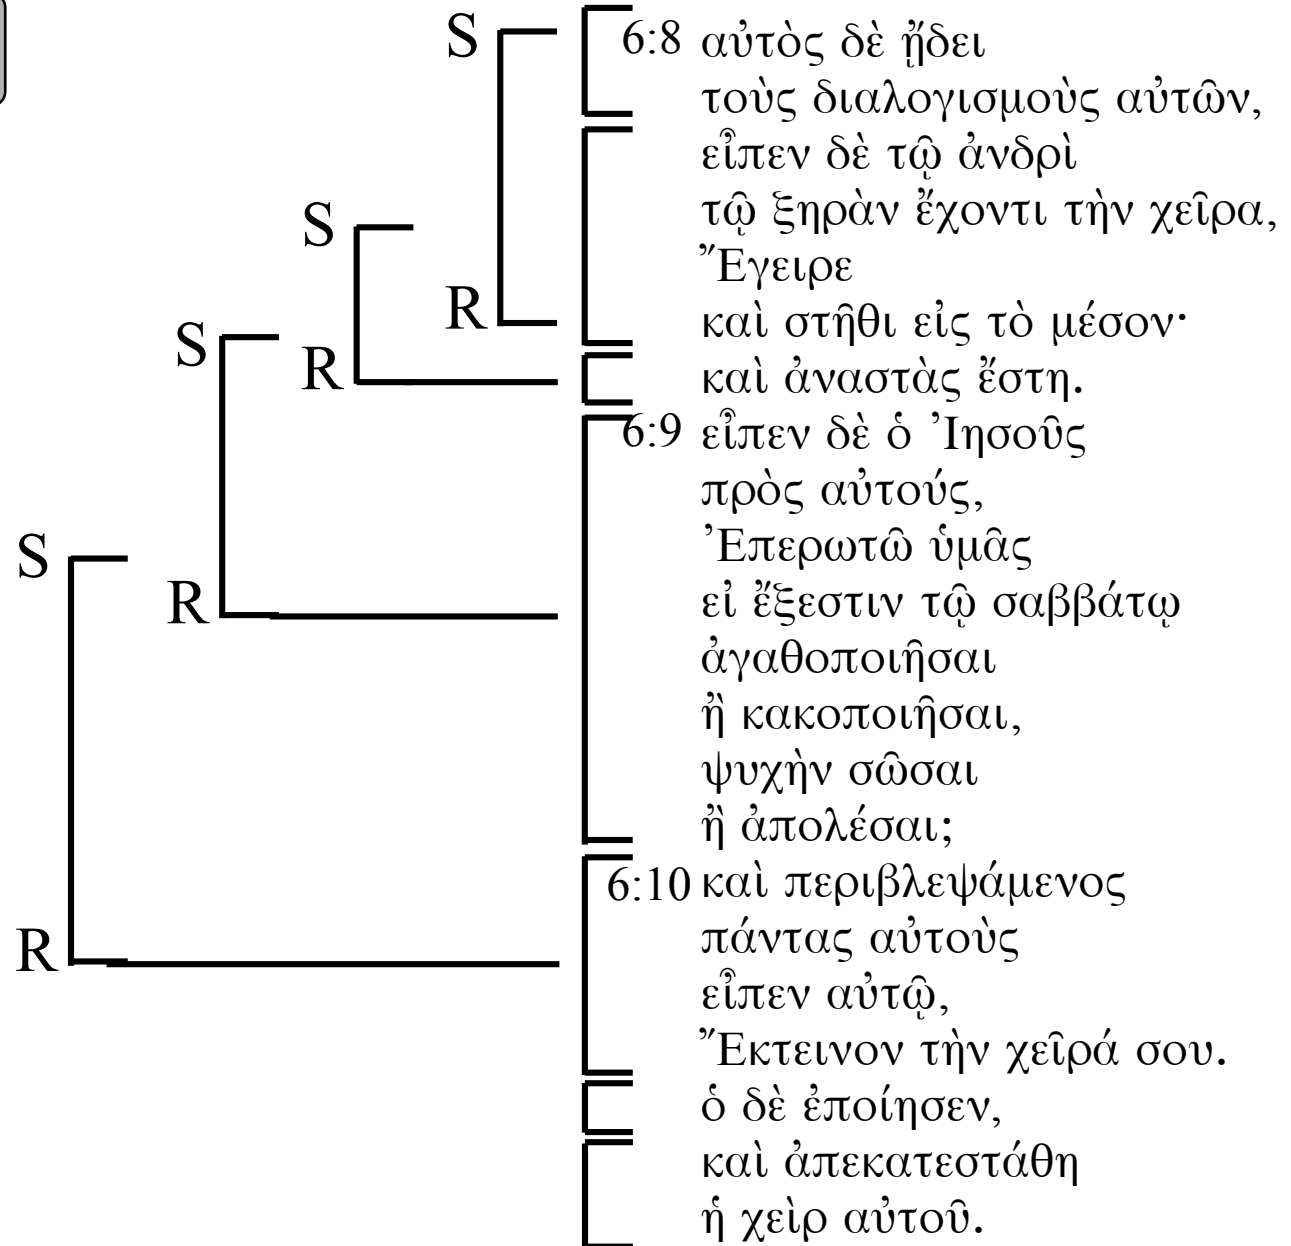 S
6:8 αὐτὸς δὲ ᾔδει
τοὺς διαλογισμοὺς αὐτῶν,
εἶπεν δὲ τῷ ἀνδρὶ
S
τῷ ξηρὰν ἔχοντι τὴν χεῖρα,
Ἔγειρε
R
καὶ στῆθι εἰς τὸ μέσον·
S
R
καὶ ἀναστὰς ἔστη.
6:9 εἶπεν δὲ ὁ Ἰησοῦς
πρὸς αὐτούς,
S
Ἐπερωτῶ ὑμᾶς
R
εἰ ἔξεστιν τῷ σαββάτῳ
ἀγαθοποιῆσαι
ἢ κακοποιῆσαι,
ψυχὴν σῶσαι
ἢ ἀπολέσαι;
6:10 καὶ περιβλεψάμενος
R
πάντας αὐτοὺς
εἶπεν αὐτῷ,
Ἔκτεινον τὴν χεῖρά σου.
ὁ δὲ ἐποίησεν,
καὶ ἀπεκατεστάθη
ἡ χεὶρ αὐτοῦ.